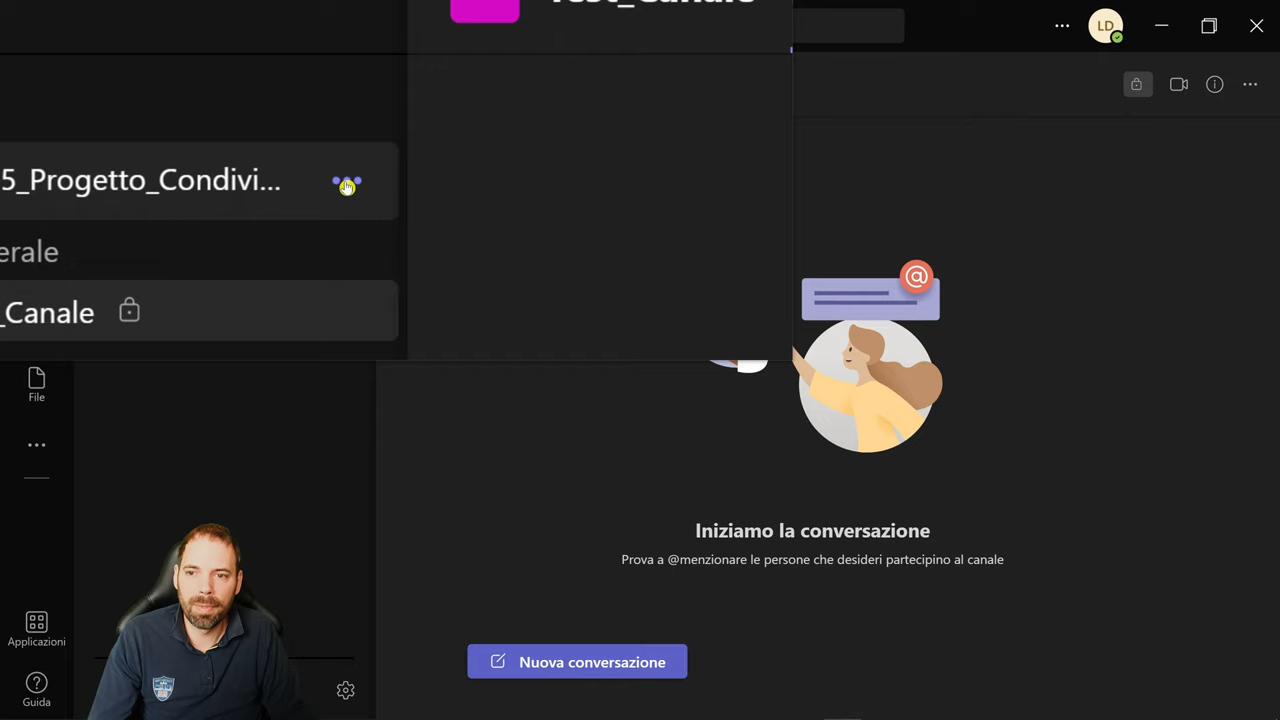 Test_Canale
LD
5_Progetto_Condivi...
erale
_Canale
File
@
Iniziamo la conversazione
Prova a @menzionare le persone che desideri partecipino al canale
Applicazioni
Nuova conversazione
Guida